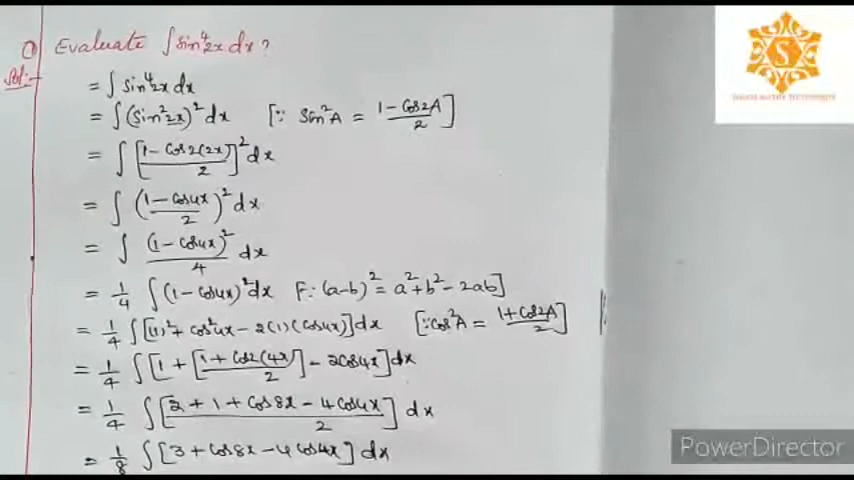 ① Evaluate ∫sin⁴2x dx?
Sol:-
= ∫ sin⁴2x dx
= ∫(sin²2x)² dx [∵ sin²A = (1 - cos2A)/2]
= ∫ [(1 - cos2(2x))/2]² dx
= ∫ ((1 - cos4x)/2)² dx
= ∫ (1 - cos4x)²/4 dx
= 1/4 ∫ (1 - cos4x)² dx [∵ (a-b)² = a² + b² - 2ab]
= 1/4 ∫ [(1)² + cos²4x - 2(1)(cos4x)] dx [∵ cos²A = (1 + cos2A)/2]
= 1/4 ∫ [1 + [(1 + cos2(4x))/2] - 2cos4x] dx
= 1/4 ∫ [(2 + 1 + cos8x - 4cos4x)/2] dx
= 1/8 ∫ [3 + cos8x - 4cos4x] dx
S
PowerDirector